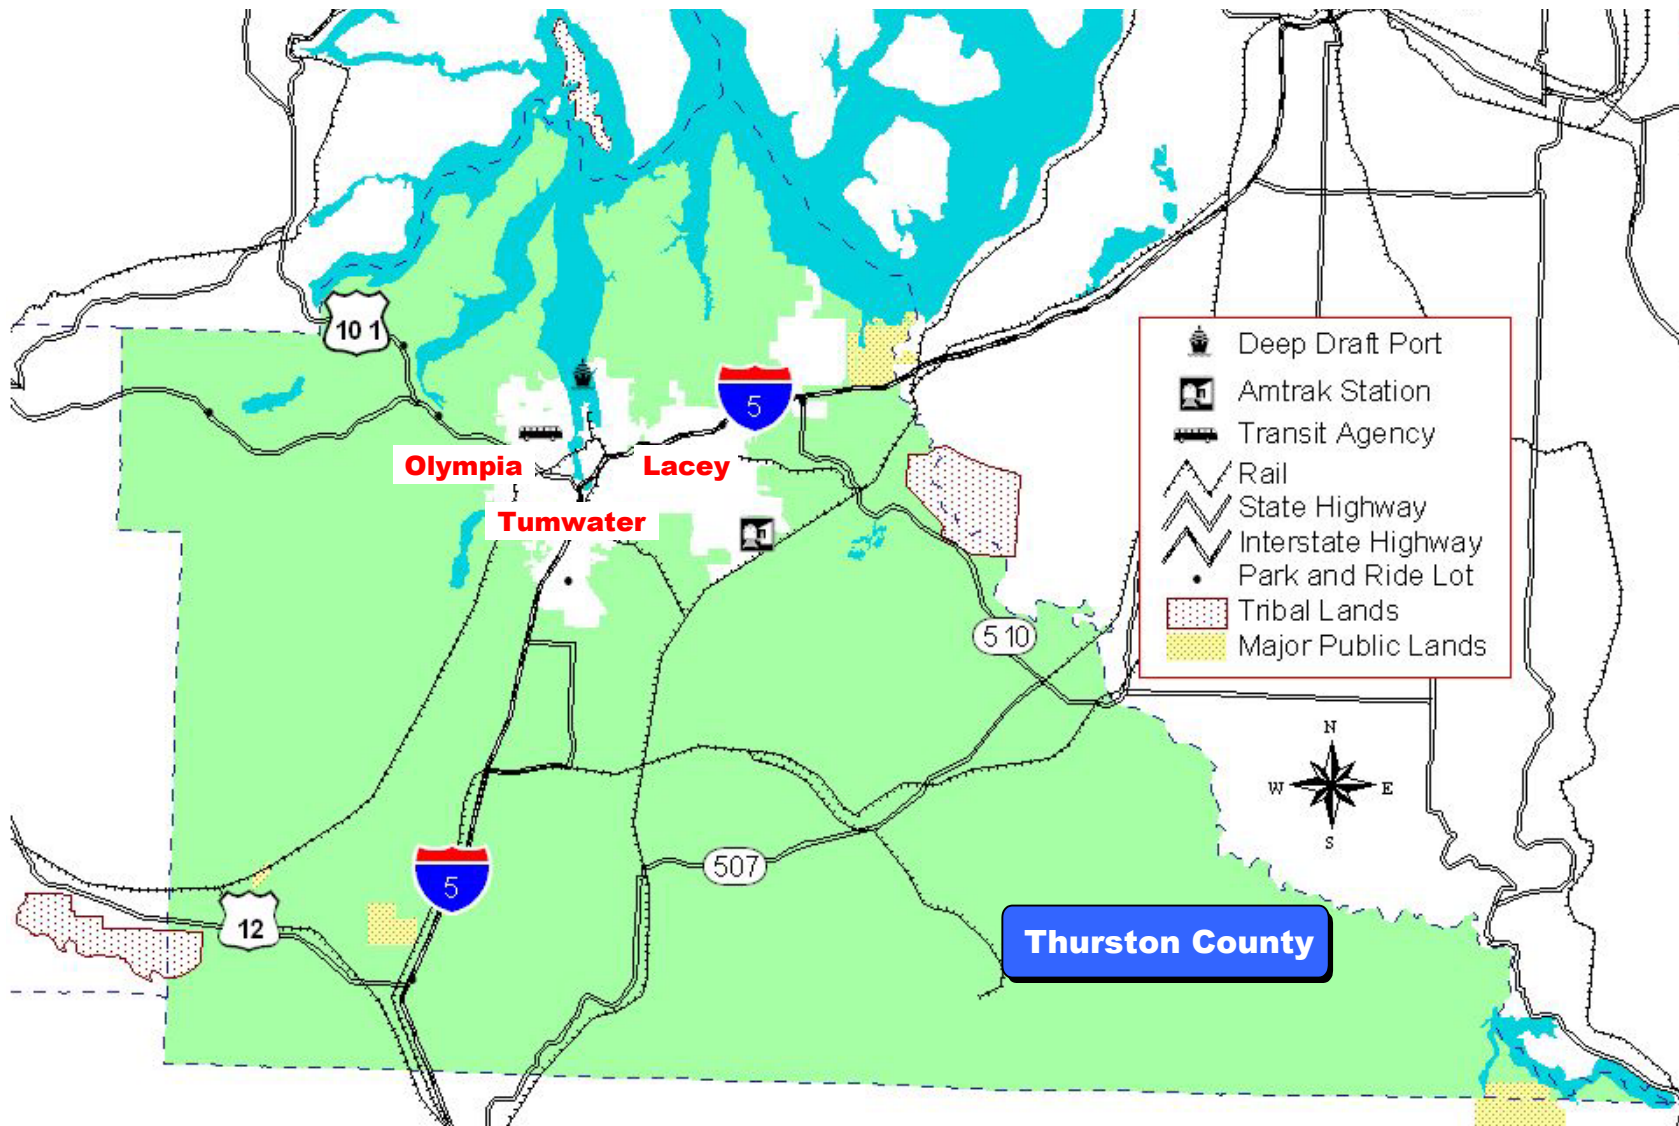 10 1
5
Deep Draft Port
Amtrak Station
Transit Agency
Rail
State Highway
Interstate Highway
Park and Ride Lot
Tribal Lands
Major Public Lands
Olympia
Lacey
Tumwater
5 10
N
W
E
S
507
5
12
Thurston County